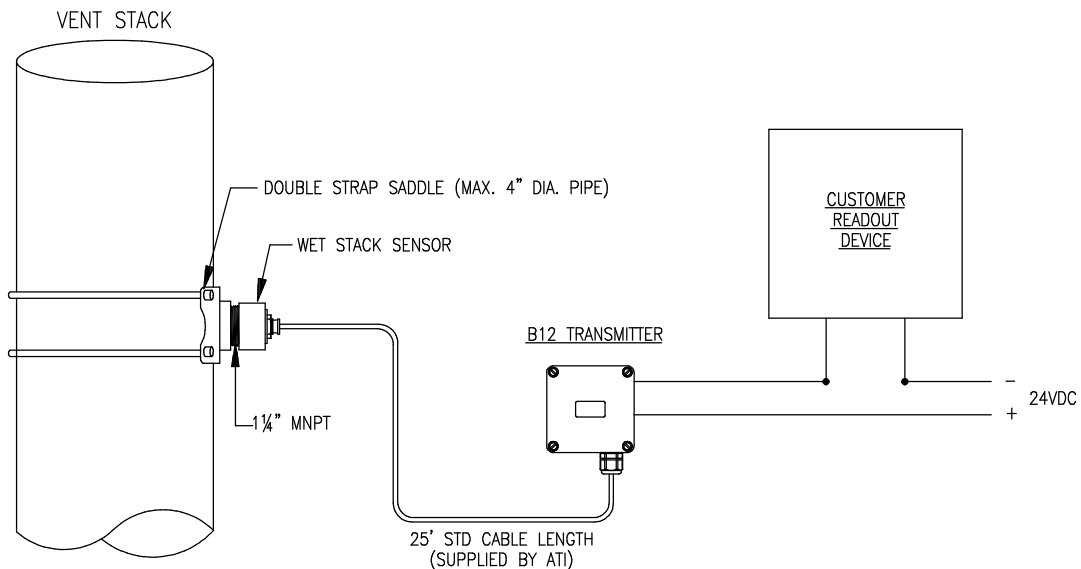 VENT STACK
DOUBLE STRAP SADDLE (MAX. 4" DIA. PIPE)
WET STACK SENSOR
1¼" MNPT
25' STD CABLE LENGTH
(SUPPLIED BY ATI)
B12 TRANSMITTER
CUSTOMER
READOUT
DEVICE
−
24VDC
+